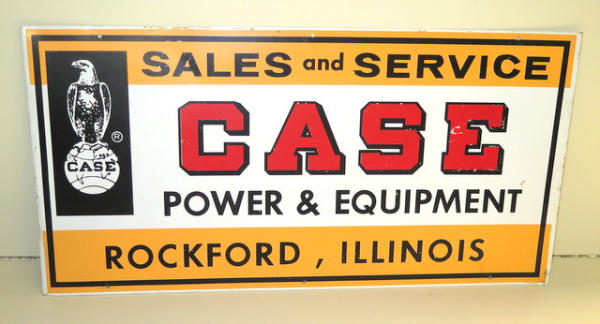 SALES and SERVICE
®
CASE
CASE
POWER & EQUIPMENT
ROCKFORD , ILLINOIS